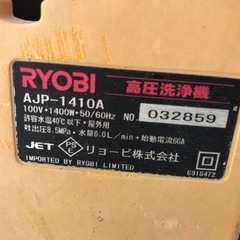 RYOBI 高圧洗浄機
AJP-1410A
100V・1400W・50/60Hz NO. 032859
許容水温40℃以下・屋外用
吐出圧8.5MPa・水量6.0L/min・始動電流66A
JET PSE リョービ株式会社
IMPORTED BY RYOBI LIMITED 6918472